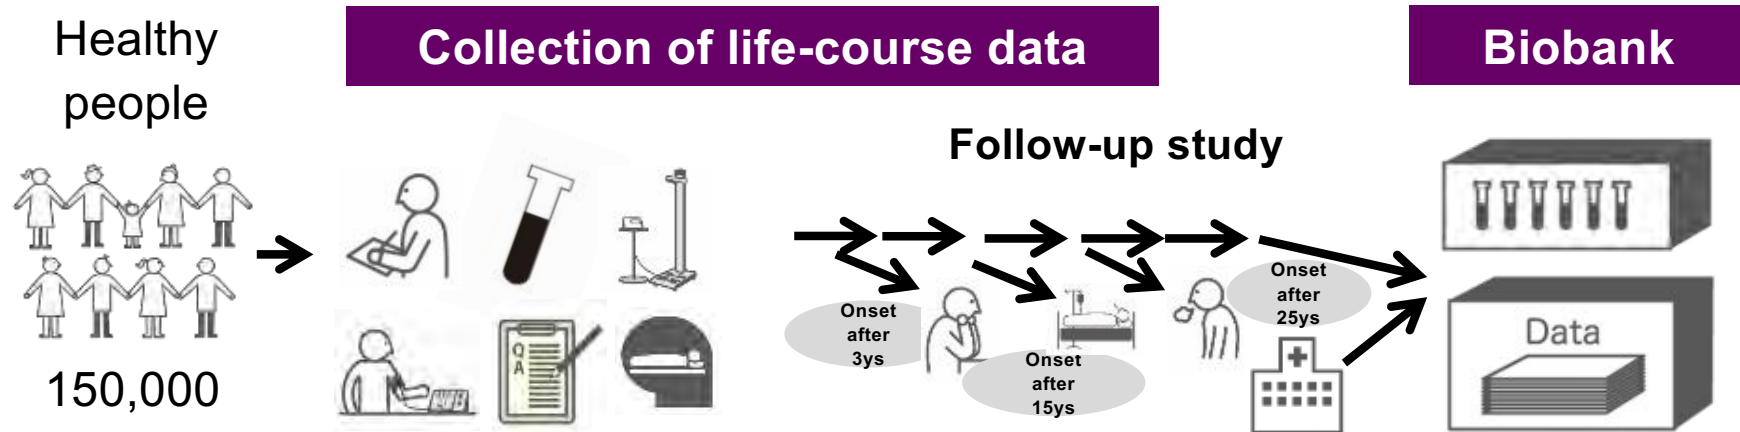 Healthy
people
150,000
Collection of life-course data
Q
A
Follow-up study
Onset
after
3ys
Onset
after
15ys
Onset
after
25ys
Biobank
Data